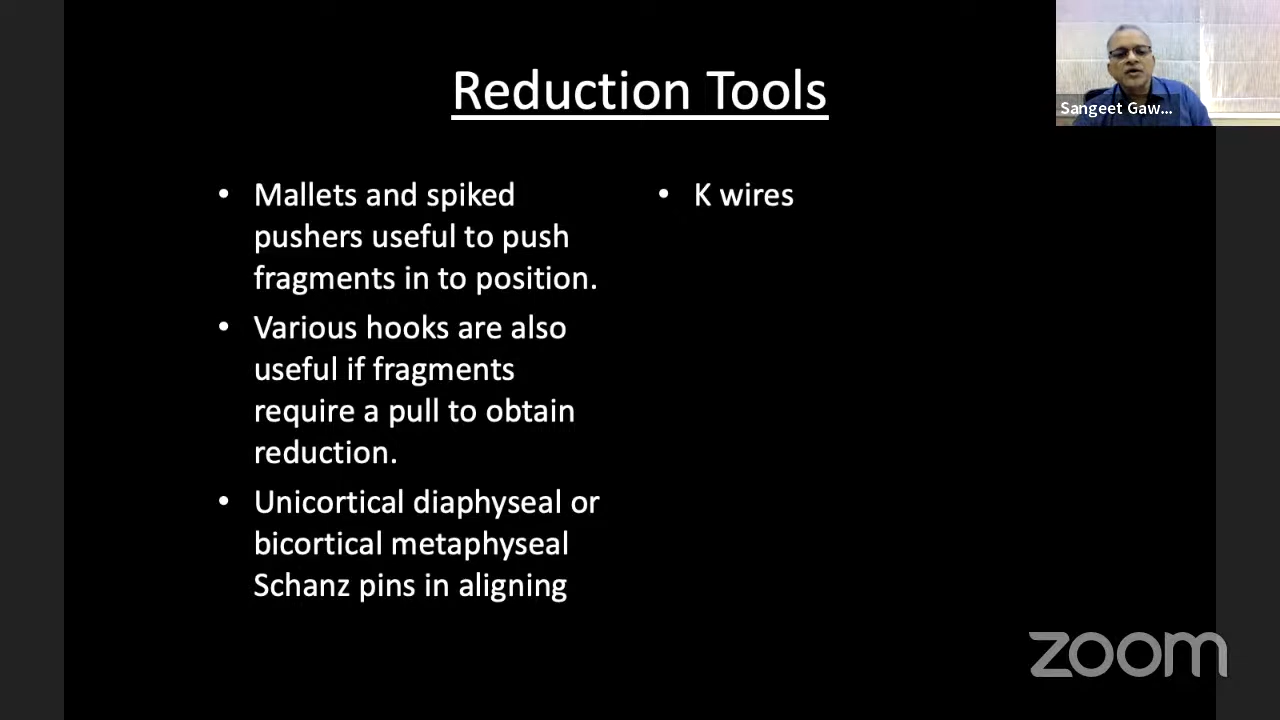 Reduction Tools
Sangeet Gaw...
• Mallets and spiked
pushers useful to push
fragments in to position.
• Various hooks are also
useful if fragments
require a pull to obtain
reduction.
• Unicortical diaphyseal or
bicortical metaphyseal
Schanz pins in aligning
• K wires
zoom